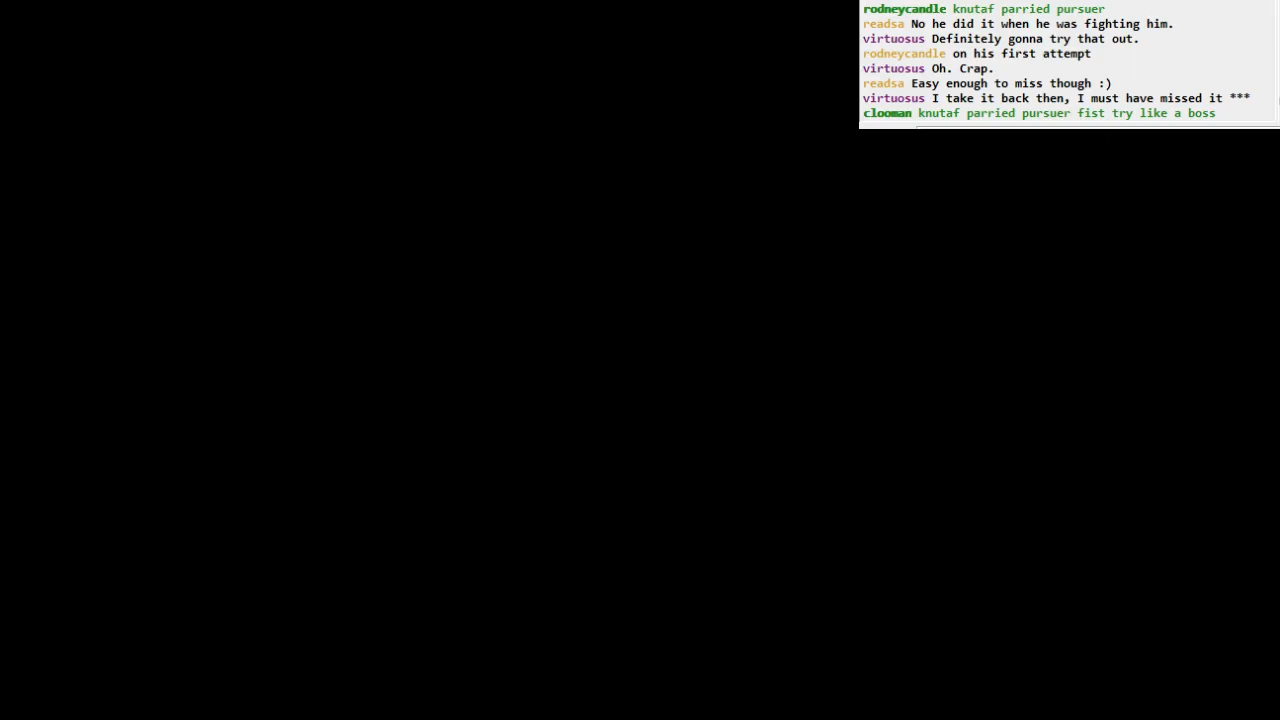 rodneycandle knutaf parried pursuer
readsa No he did it when he was fighting him.
virtuosus Definitely gonna try that out.
rodneycandle on his first attempt
virtuosus Oh. Crap.
readsa Easy enough to miss though :)
virtuosus I take it back then, I must have missed it ***
clooman knutaf parried pursuer fist try like a boss